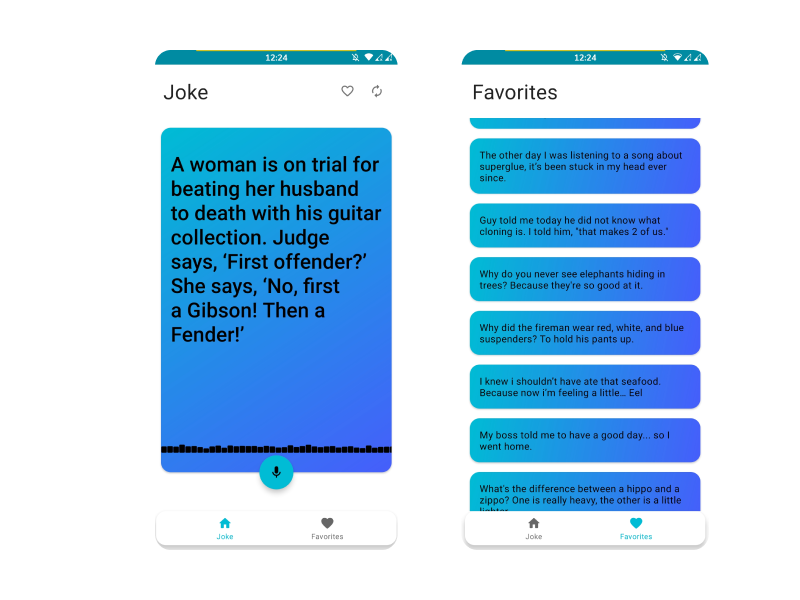 12:24
Joke
A woman is on trial for
beating her husband
to death with his guitar
collection. Judge
says, ‘First offender?’
She says, ‘No, first
a Gibson! Then a
Fender!’
Joke
Favorites
12:24
Favorites
The other day I was listening to a song about
superglue, it’s been stuck in my head ever
since.
Guy told me today he did not know what
cloning is. I told him, "that makes 2 of us."
Why do you never see elephants hiding in
trees? Because they're so good at it.
Why did the fireman wear red, white, and blue
suspenders? To hold his pants up.
I knew i shouldn’t have ate that seafood.
Because now i’m feeling a little… Eel
My boss told me to have a good day... so I
went home.
What's the difference between a hippo and a
zippo? One is really heavy, the other is a little
lighter.
Joke
Favorites